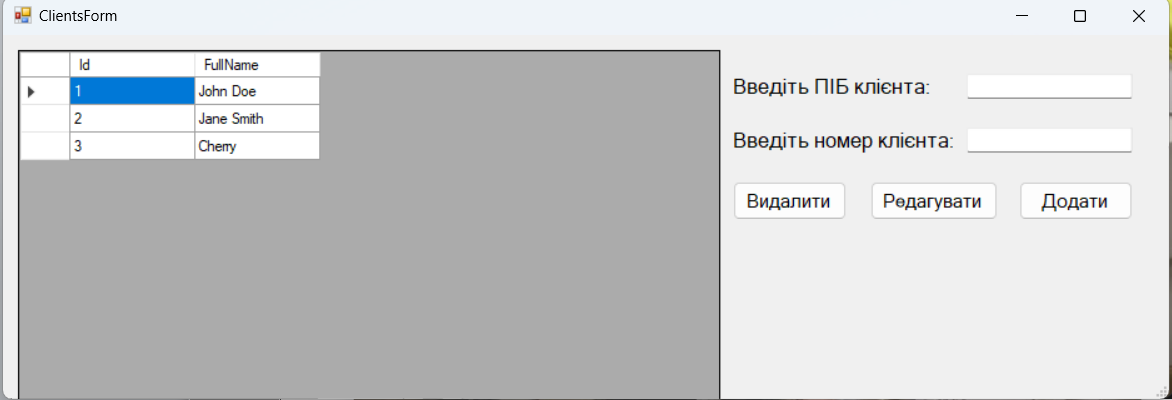 ClientsForm
Id FullName
1 John Doe
2 Jane Smith
3 Cherry
Введіть ПІБ клієнта:
Введіть номер клієнта:
Видалити Редагувати Додати